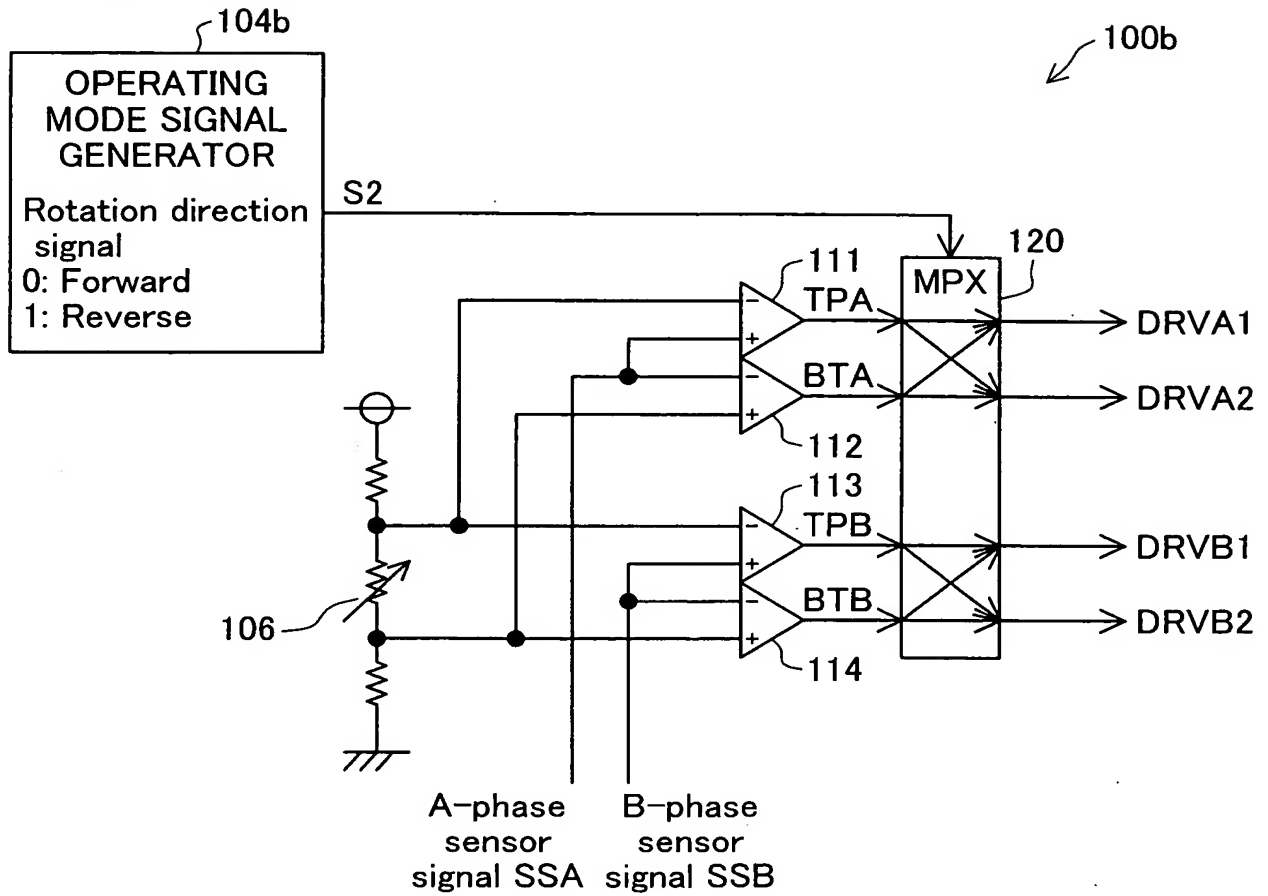 104b
100b
OPERATING
MODE SIGNAL
GENERATOR
Rotation direction
signal
0: Forward
1: Reverse
S2
120
MPX
111
TPA
DRVA1
BTA
DRVA2
112
113
TPB
DRVB1
BTB
DRVB2
114
106
−
+
−
+
−
+
−
+
A-phase
sensor
signal SSA
B-phase
sensor
signal SSB